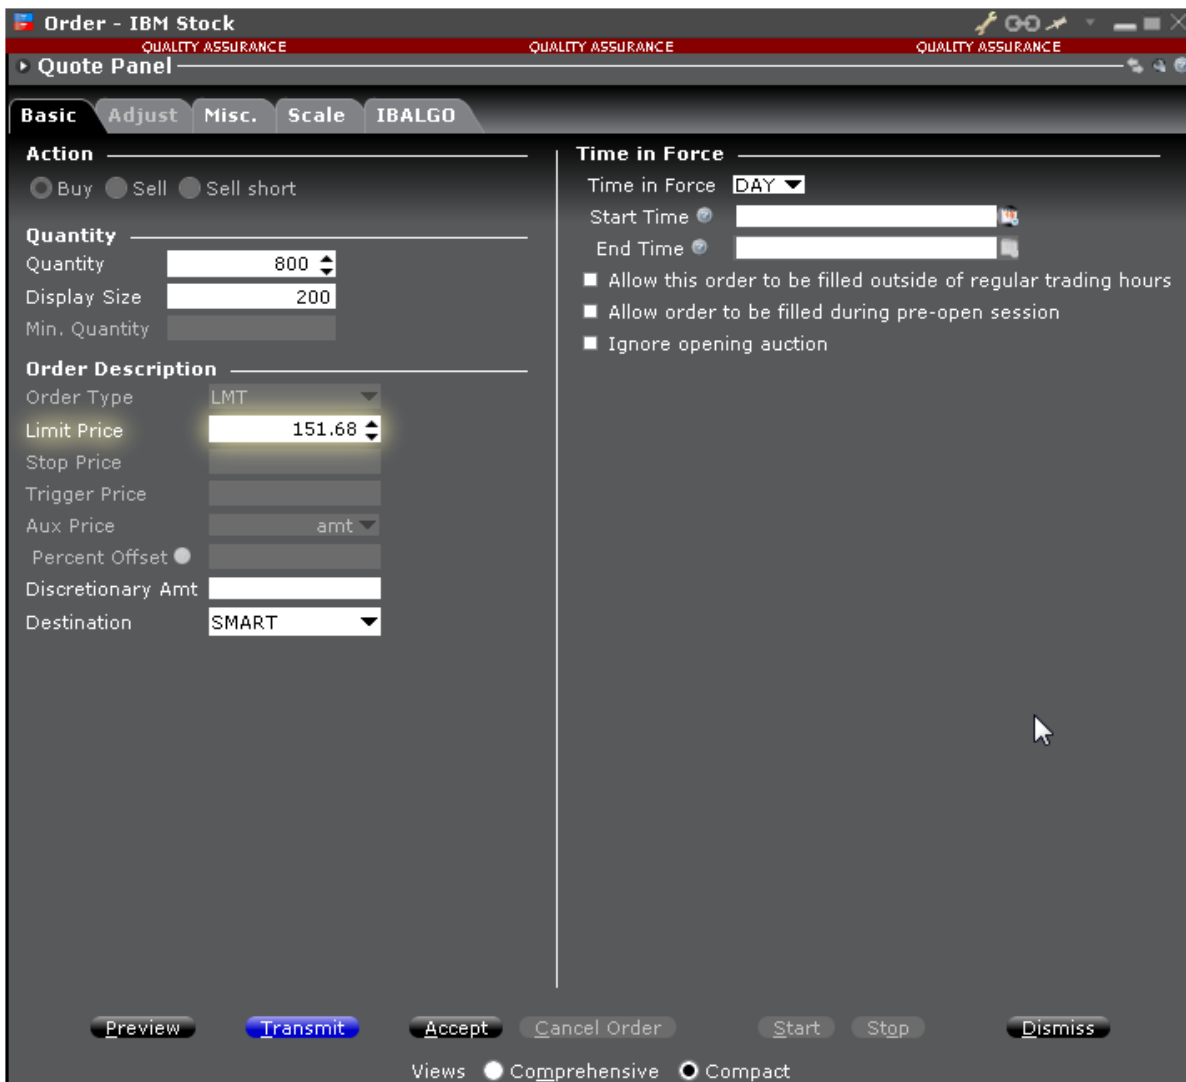 Order - IBM Stock
QUALITY ASSURANCE QUALITY ASSURANCE QUALITY ASSURANCE
Quote Panel
Basic Adjust Misc. Scale IBALGO
Action
Buy Sell Sell short
Quantity
Quantity 800
Display Size 200
Min. Quantity
Order Description
Order Type LMT
Limit Price 151.68
Stop Price
Trigger Price
Aux Price amt
Percent Offset
Discretionary Amt
Destination SMART
Time in Force
Time in Force DAY
Start Time
End Time
Allow this order to be filled outside of regular trading hours
Allow order to be filled during pre-open session
Ignore opening auction
Preview Transmit Accept Cancel Order Start Stop Dismiss
Views Comprehensive Compact